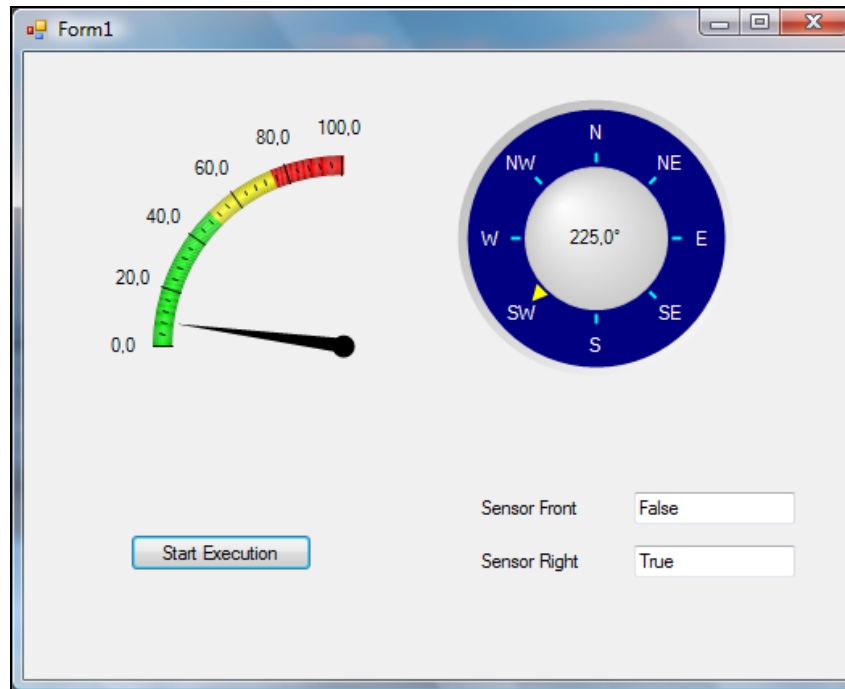 Form1
100,0
80,0
60,0
40,0
20,0
0,0
N
NW
NE
W
225,0°
E
SW
SE
S
Sensor Front
False
Start Execution
Sensor Right
True